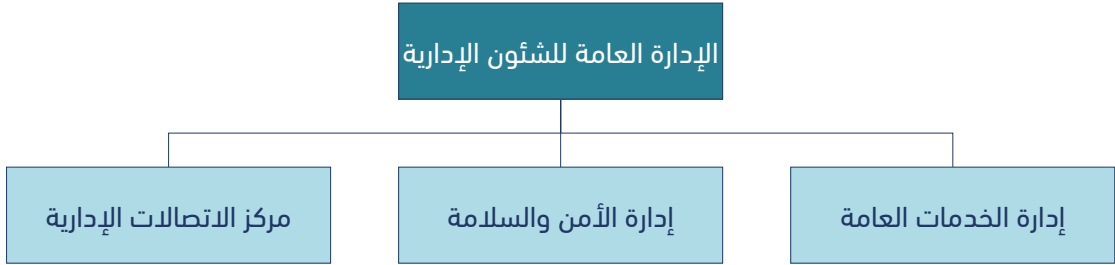 الإدارة العامة للشئون الإدارية
إدارة الخدمات العامة
إدارة الأمن والسلامة
مركز الاتصالات الإدارية